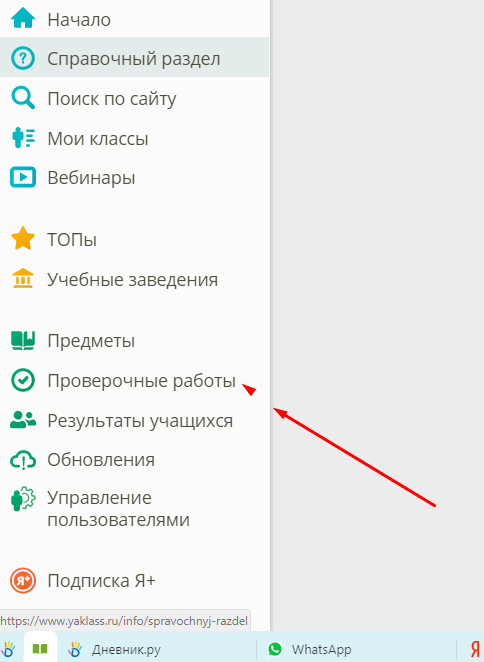 Начало
Справочный раздел
Поиск по сайту
Мои классы
Вебинары
ТОПы
Учебные заведения
Предметы
Проверочные работы
Результаты учащихся
Обновления
Управление
пользователями
Я+ Подписка Я+
https://www.yaklass.ru/info/spravochnyj-razdel
Дневник.ру WhatsApp Я